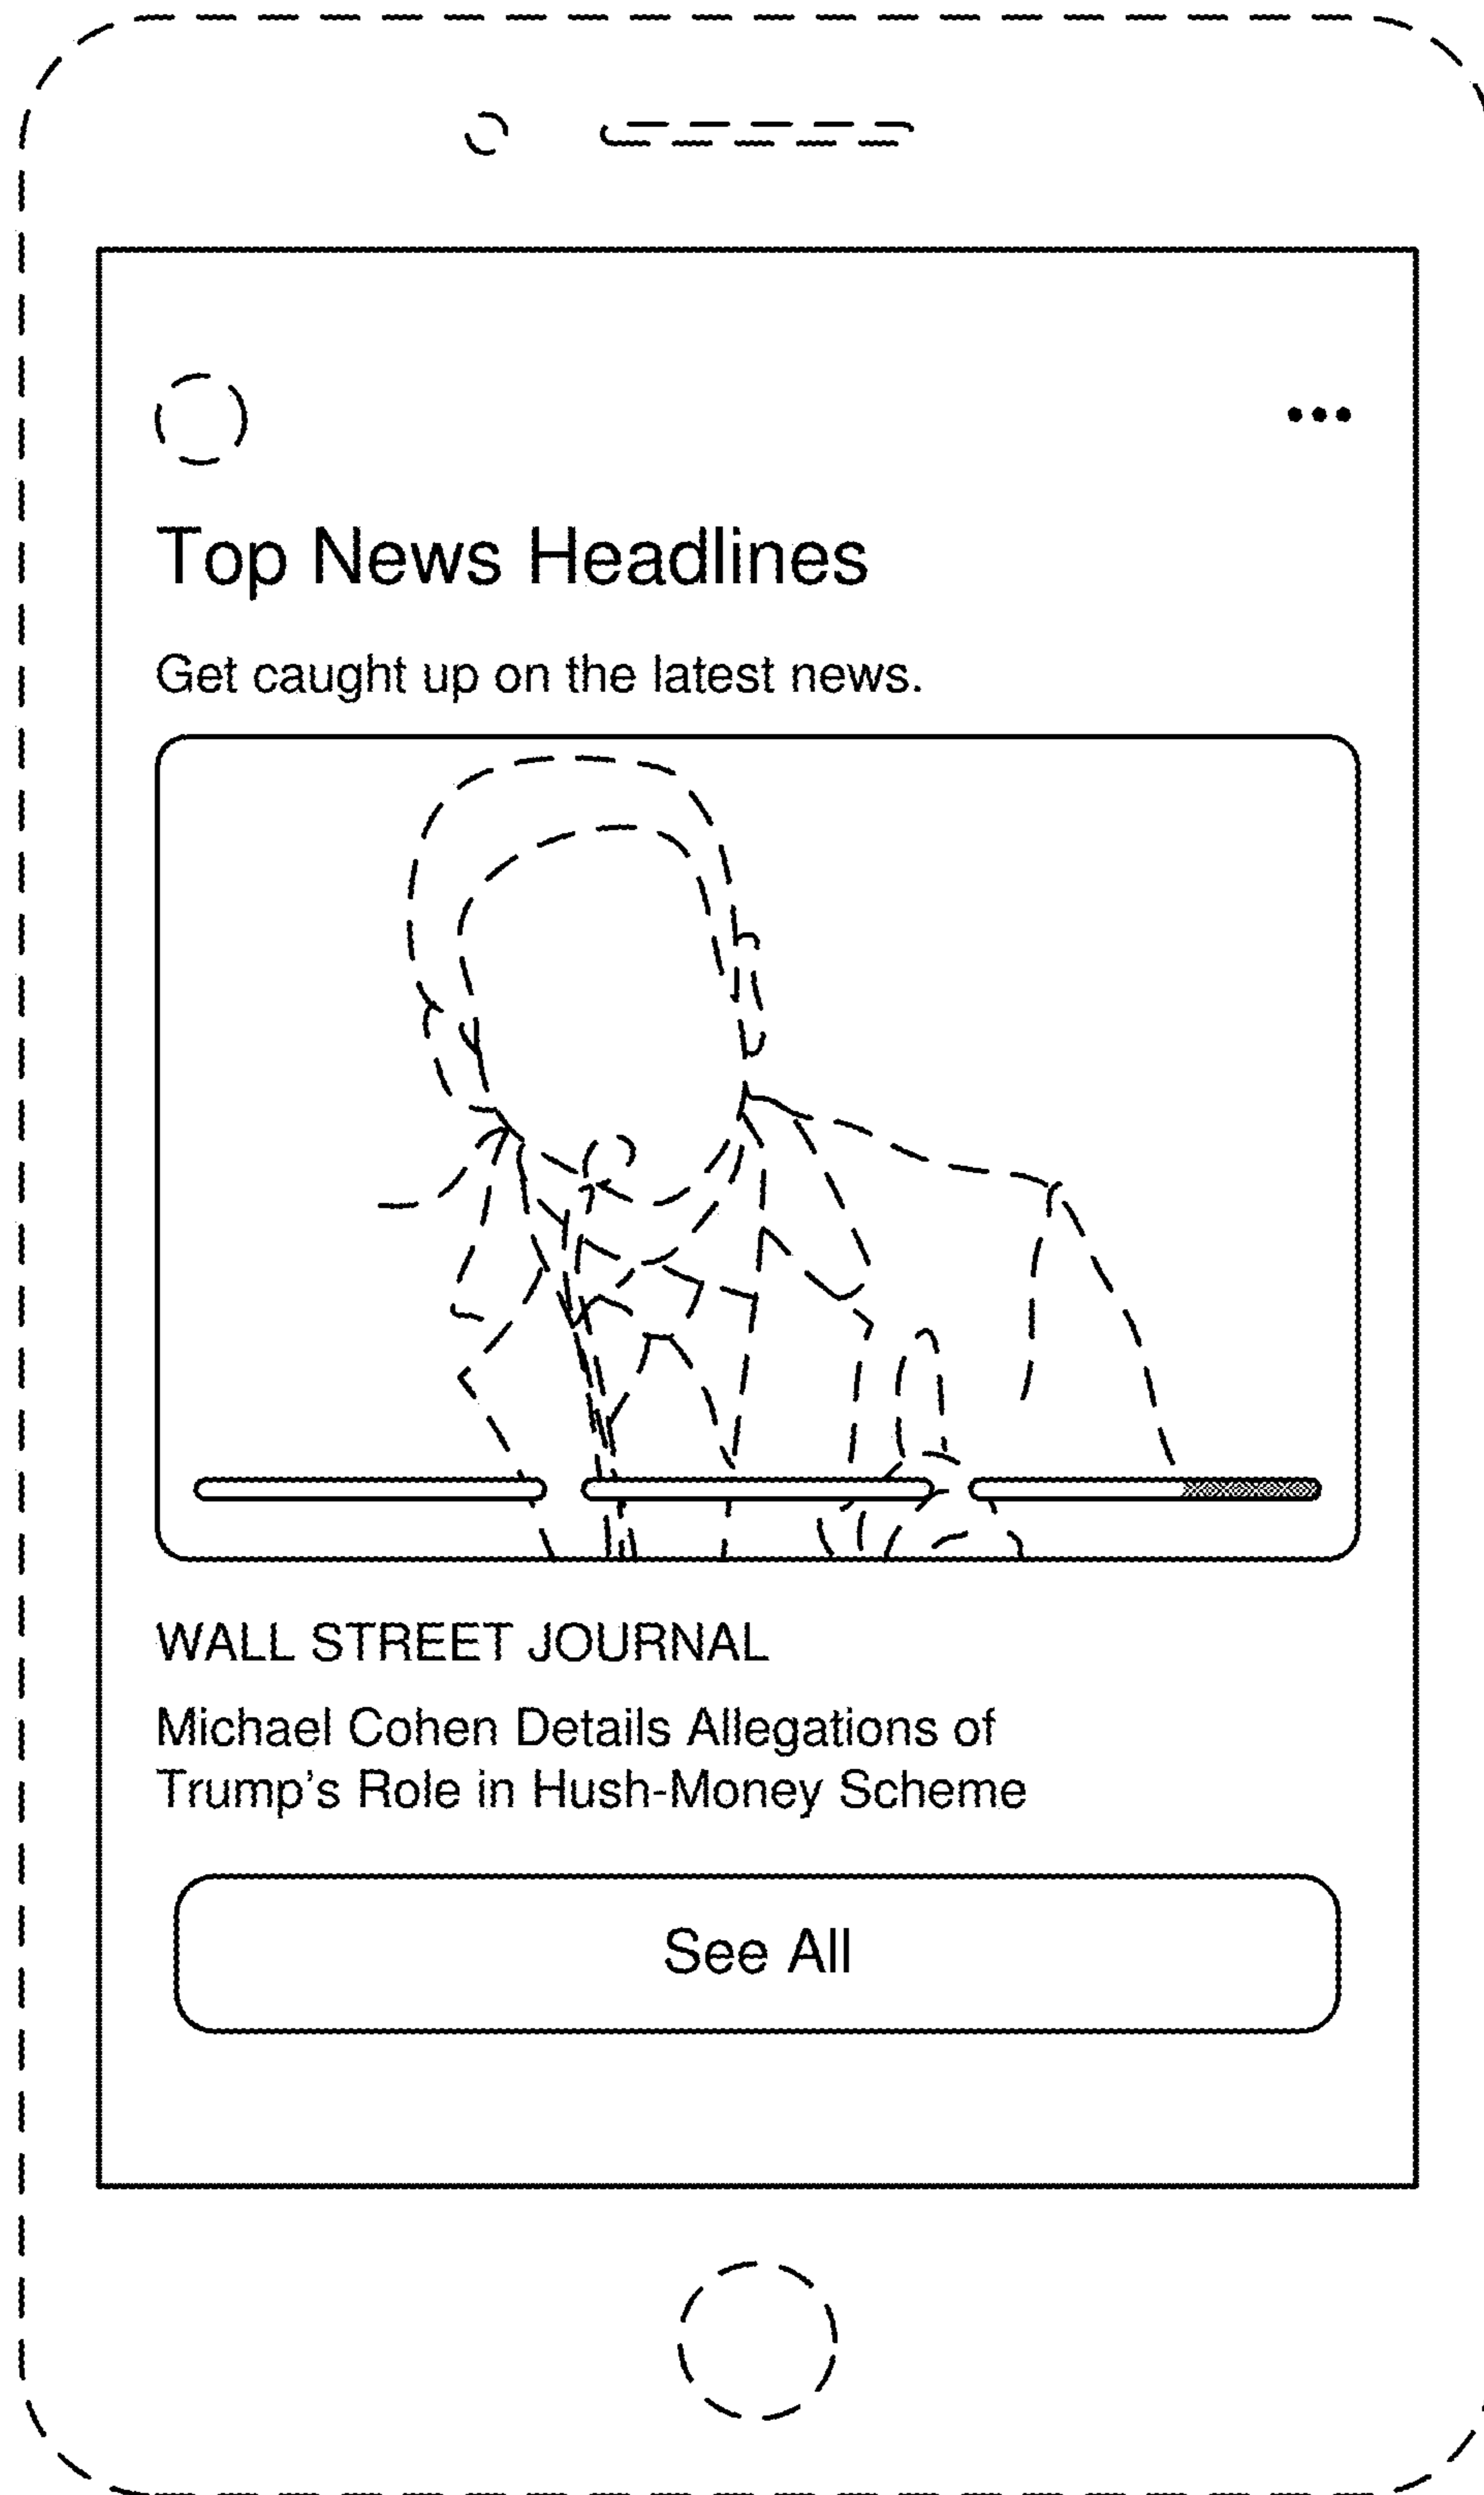 Top News Headlines
Get caught up on the latest news.
WALL STREET JOURNAL
Michael Cohen Details Allegations of
Trump's Role in Hush-Money Scheme
See All